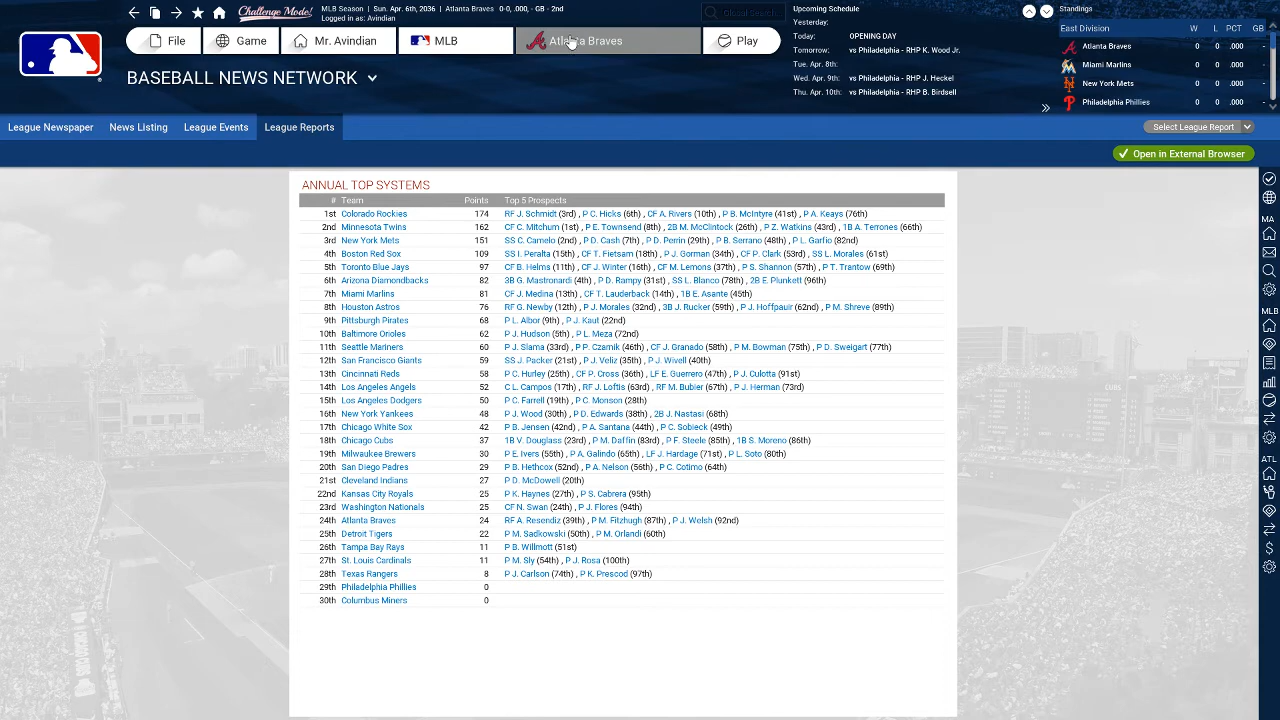 Challenge Mode!
MLB Season | Sun. Apr. 6th, 2036 | Atlanta Braves 0-0, .000, - GB - 2nd
Logged in as: Avindian
Global Search
File
Game
Mr. Avindian
MLB
Atlanta Braves
Play
BASEBALL NEWS NETWORK
Upcoming Schedule
Yesterday:
Today: OPENING DAY
Tomorrow: vs Philadelphia - RHP K. Wood Jr.
Tue. Apr. 8th:
Wed. Apr. 9th: vs Philadelphia - RHP J. Heckel
Thu. Apr. 10th: vs Philadelphia - RHP B. Birdsell
Standings
East Division W L PCT GB
Atlanta Braves 0 0 .000 -
Miami Marlins 0 0 .000 -
New York Mets 0 0 .000 -
Philadelphia Phillies 0 0 .000 -
League Newspaper
News Listing
League Events
League Reports
Select League Report
Open in External Browser
ANNUAL TOP SYSTEMS
# Team Points Top 5 Prospects
1st Colorado Rockies 174 RF J. Schmidt (3rd) , P C. Hicks (6th) , CF A. Rivers (10th) , P B. McIntyre (41st) , P A. Keays (76th)
2nd Minnesota Twins 162 CF C. Mitchum (1st) , P E. Townsend (8th) , 2B M. McClintock (26th) , P Z. Watkins (43rd) , 1B A. Terrones (66th)
3rd New York Mets 151 SS C. Camelo (2nd) , P D. Cash (7th) , P D. Perrin (29th) , P B. Serrano (48th) , P L. Garfio (82nd)
4th Boston Red Sox 109 SS I. Peralta (15th) , CF T. Fietsam (18th) , P J. Gorman (34th) , CF P. Clark (53rd) , SS L. Morales (61st)
5th Toronto Blue Jays 97 CF B. Helms (11th) , CF J. Winter (16th) , CF M. Lemons (37th) , P S. Shannon (57th) , P T. Trantow (69th)
6th Arizona Diamondbacks 82 3B G. Mastronardi (4th) , P D. Rampy (31st) , SS L. Blanco (78th) , 2B E. Plunkett (96th)
7th Miami Marlins 81 CF J. Medina (13th) , CF T. Lauderback (14th) , 1B E. Asante (45th)
8th Houston Astros 76 RF G. Newby (12th) , P J. Morales (32nd) , 3B J. Rucker (59th) , P J. Hoffpauir (62nd) , P M. Shreve (89th)
9th Pittsburgh Pirates 68 P L. Albor (9th) , P J. Kaut (22nd)
10th Baltimore Orioles 62 P J. Hudson (5th) , P L. Meza (72nd)
11th Seattle Mariners 60 P J. Slama (33rd) , P P. Czarnik (46th) , CF J. Granado (58th) , P M. Bowman (75th) , P D. Sweigart (77th)
12th San Francisco Giants 59 SS J. Packer (21st) , P J. Veliz (35th) , P J. Wivell (40th)
13th Cincinnati Reds 58 P C. Hurley (25th) , CF P. Cross (36th) , LF E. Guerrero (47th) , P J. Culotta (91st)
14th Los Angeles Angels 52 C L. Campos (17th) , RF J. Loftis (63rd) , RF M. Bubier (67th) , P J. Herman (73rd)
15th Los Angeles Dodgers 50 P C. Farrell (19th) , P C. Monson (28th)
16th New York Yankees 48 P J. Wood (30th) , P D. Edwards (38th) , 2B J. Nastasi (68th)
17th Chicago White Sox 42 P B. Jensen (42nd) , P A. Santana (44th) , P C. Sobieck (49th)
18th Chicago Cubs 37 1B V. Douglass (23rd) , P M. Daffin (83rd) , P F. Steele (85th) , 1B S. Moreno (86th)
19th Milwaukee Brewers 30 P E. Ivers (55th) , P A. Galindo (65th) , LF J. Hardage (71st) , P L. Soto (80th)
20th San Diego Padres 29 P B. Hethcox (52nd) , P A. Nelson (56th) , P C. Cotimo (64th)
21st Cleveland Indians 27 P D. McDowell (20th)
22nd Kansas City Royals 25 P K. Haynes (27th) , P S. Cabrera (95th)
23rd Washington Nationals 25 CF N. Swan (24th) , P J. Flores (94th)
24th Atlanta Braves 24 RF A. Resendiz (39th) , P M. Fitzhugh (87th) , P J. Welsh (92nd)
25th Detroit Tigers 22 P M. Sadkowski (50th) , P M. Orlandi (60th)
26th Tampa Bay Rays 11 P B. Willmott (51st)
27th St. Louis Cardinals 11 P M. Sly (54th) , P J. Rosa (100th)
28th Texas Rangers 8 P J. Carlson (74th) , P K. Prescod (97th)
29th Philadelphia Phillies 0
30th Columbus Miners 0
MA
MLB
ATL
CUBS